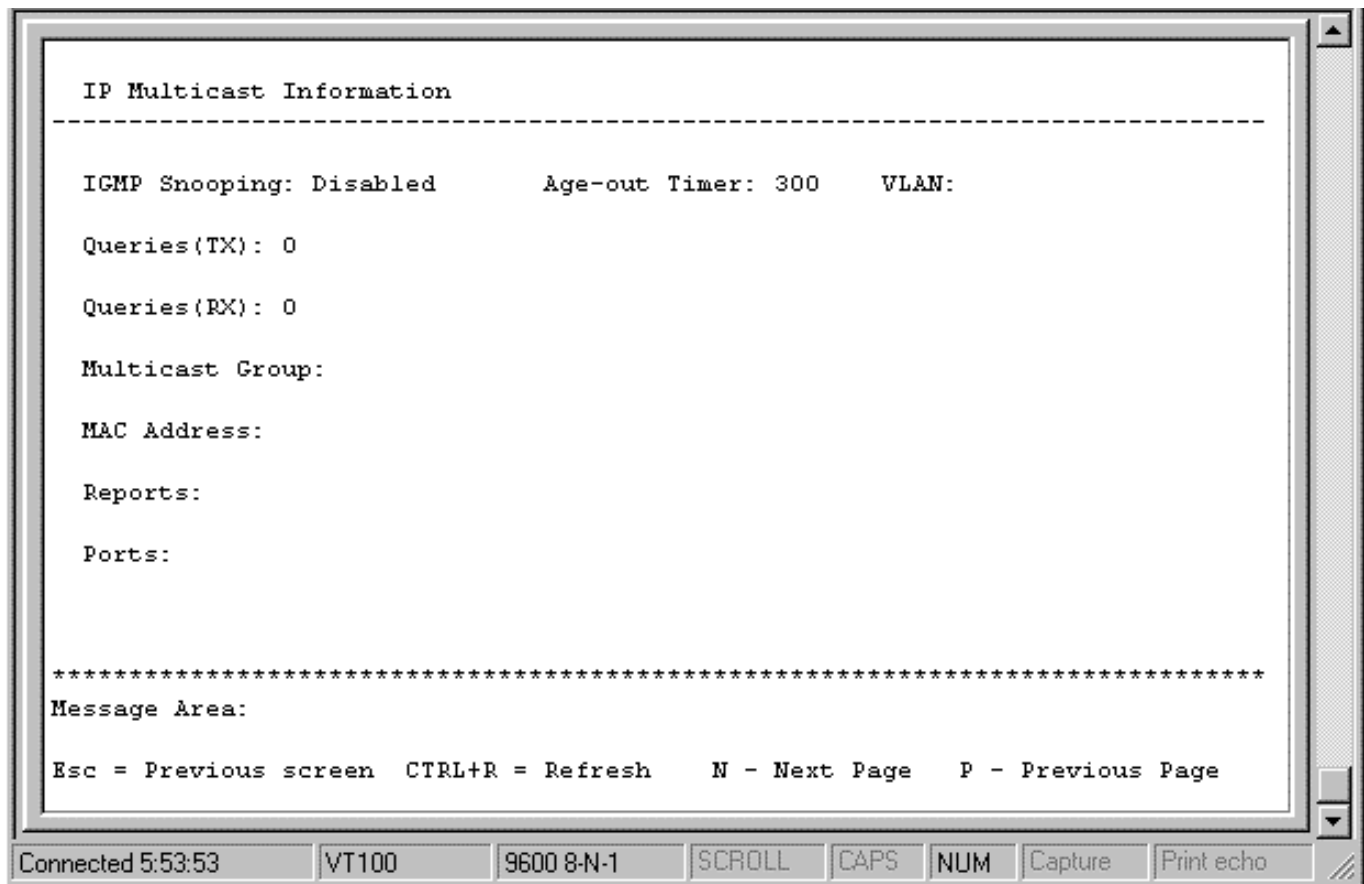 IP Multicast Information
-------------------------------------------------------------------------------
IGMP Snooping: Disabled Age-out Timer: 300 VLAN:
Queries(TX): 0
Queries(RX): 0
Multicast Group:
MAC Address:
Reports:
Ports:
*******************************************************************************
Message Area:
Esc = Previous screen CTRL+R = Refresh N - Next Page P - Previous Page
Connected 5:53:53 VT100 9600 8-N-1 SCROLL CAPS NUM Capture Print echo